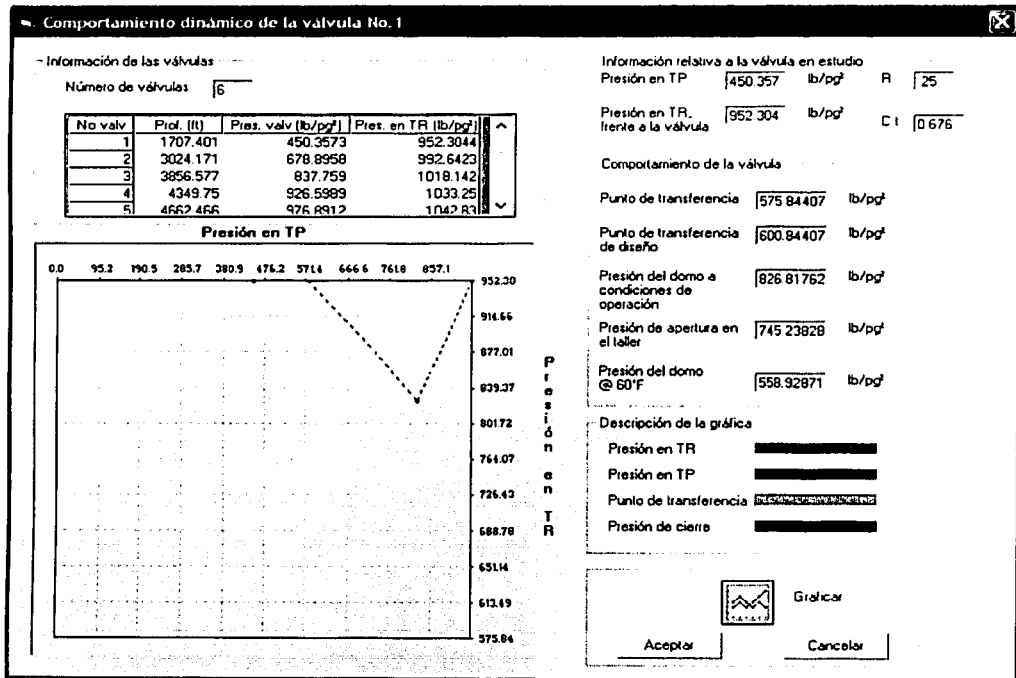 Comportamiento dinámico de la válvula No. 1
Información de las válvulas
Número de válvulas 6
No valv Prof. (ft) Pres. valv (lb/pg²) Pres. en TR (lb/pg²)
1 1707.401 450.3573 952.3044
2 3024.171 678.8958 992.6423
3 3856.577 837.759 1018.142
4 4349.75 926.5989 1033.25
5 4662.466 976.8912 1042.83
Presión en TP
0.0 95.2 190.5 285.7 380.9 476.2 571.4 666.6 761.8 857.1
952.30
914.66
877.01
839.37
801.72
764.07
726.43
688.78
651.14
613.49
575.84
Presión en TR
Información relativa a la válvula en estudio
Presión en TP 450.357 lb/pg² R 25
Presión en TR, frente a la válvula 952.304 lb/pg² C t 0.676
Comportamiento de la válvula
Punto de transferencia 575.84407 lb/pg²
Punto de transferencia de diseño 600.84407 lb/pg²
Presión del domo a condiciones de operación 826.81762 lb/pg²
Presión de apertura en el taller 745.23828 lb/pg²
Presión del domo @ 60°F 558.92871 lb/pg²
Descripción de la gráfica
Presión en TR
Presión en TP
Punto de transferencia
Presión de cierre
Graficar
Aceptar Cancelar